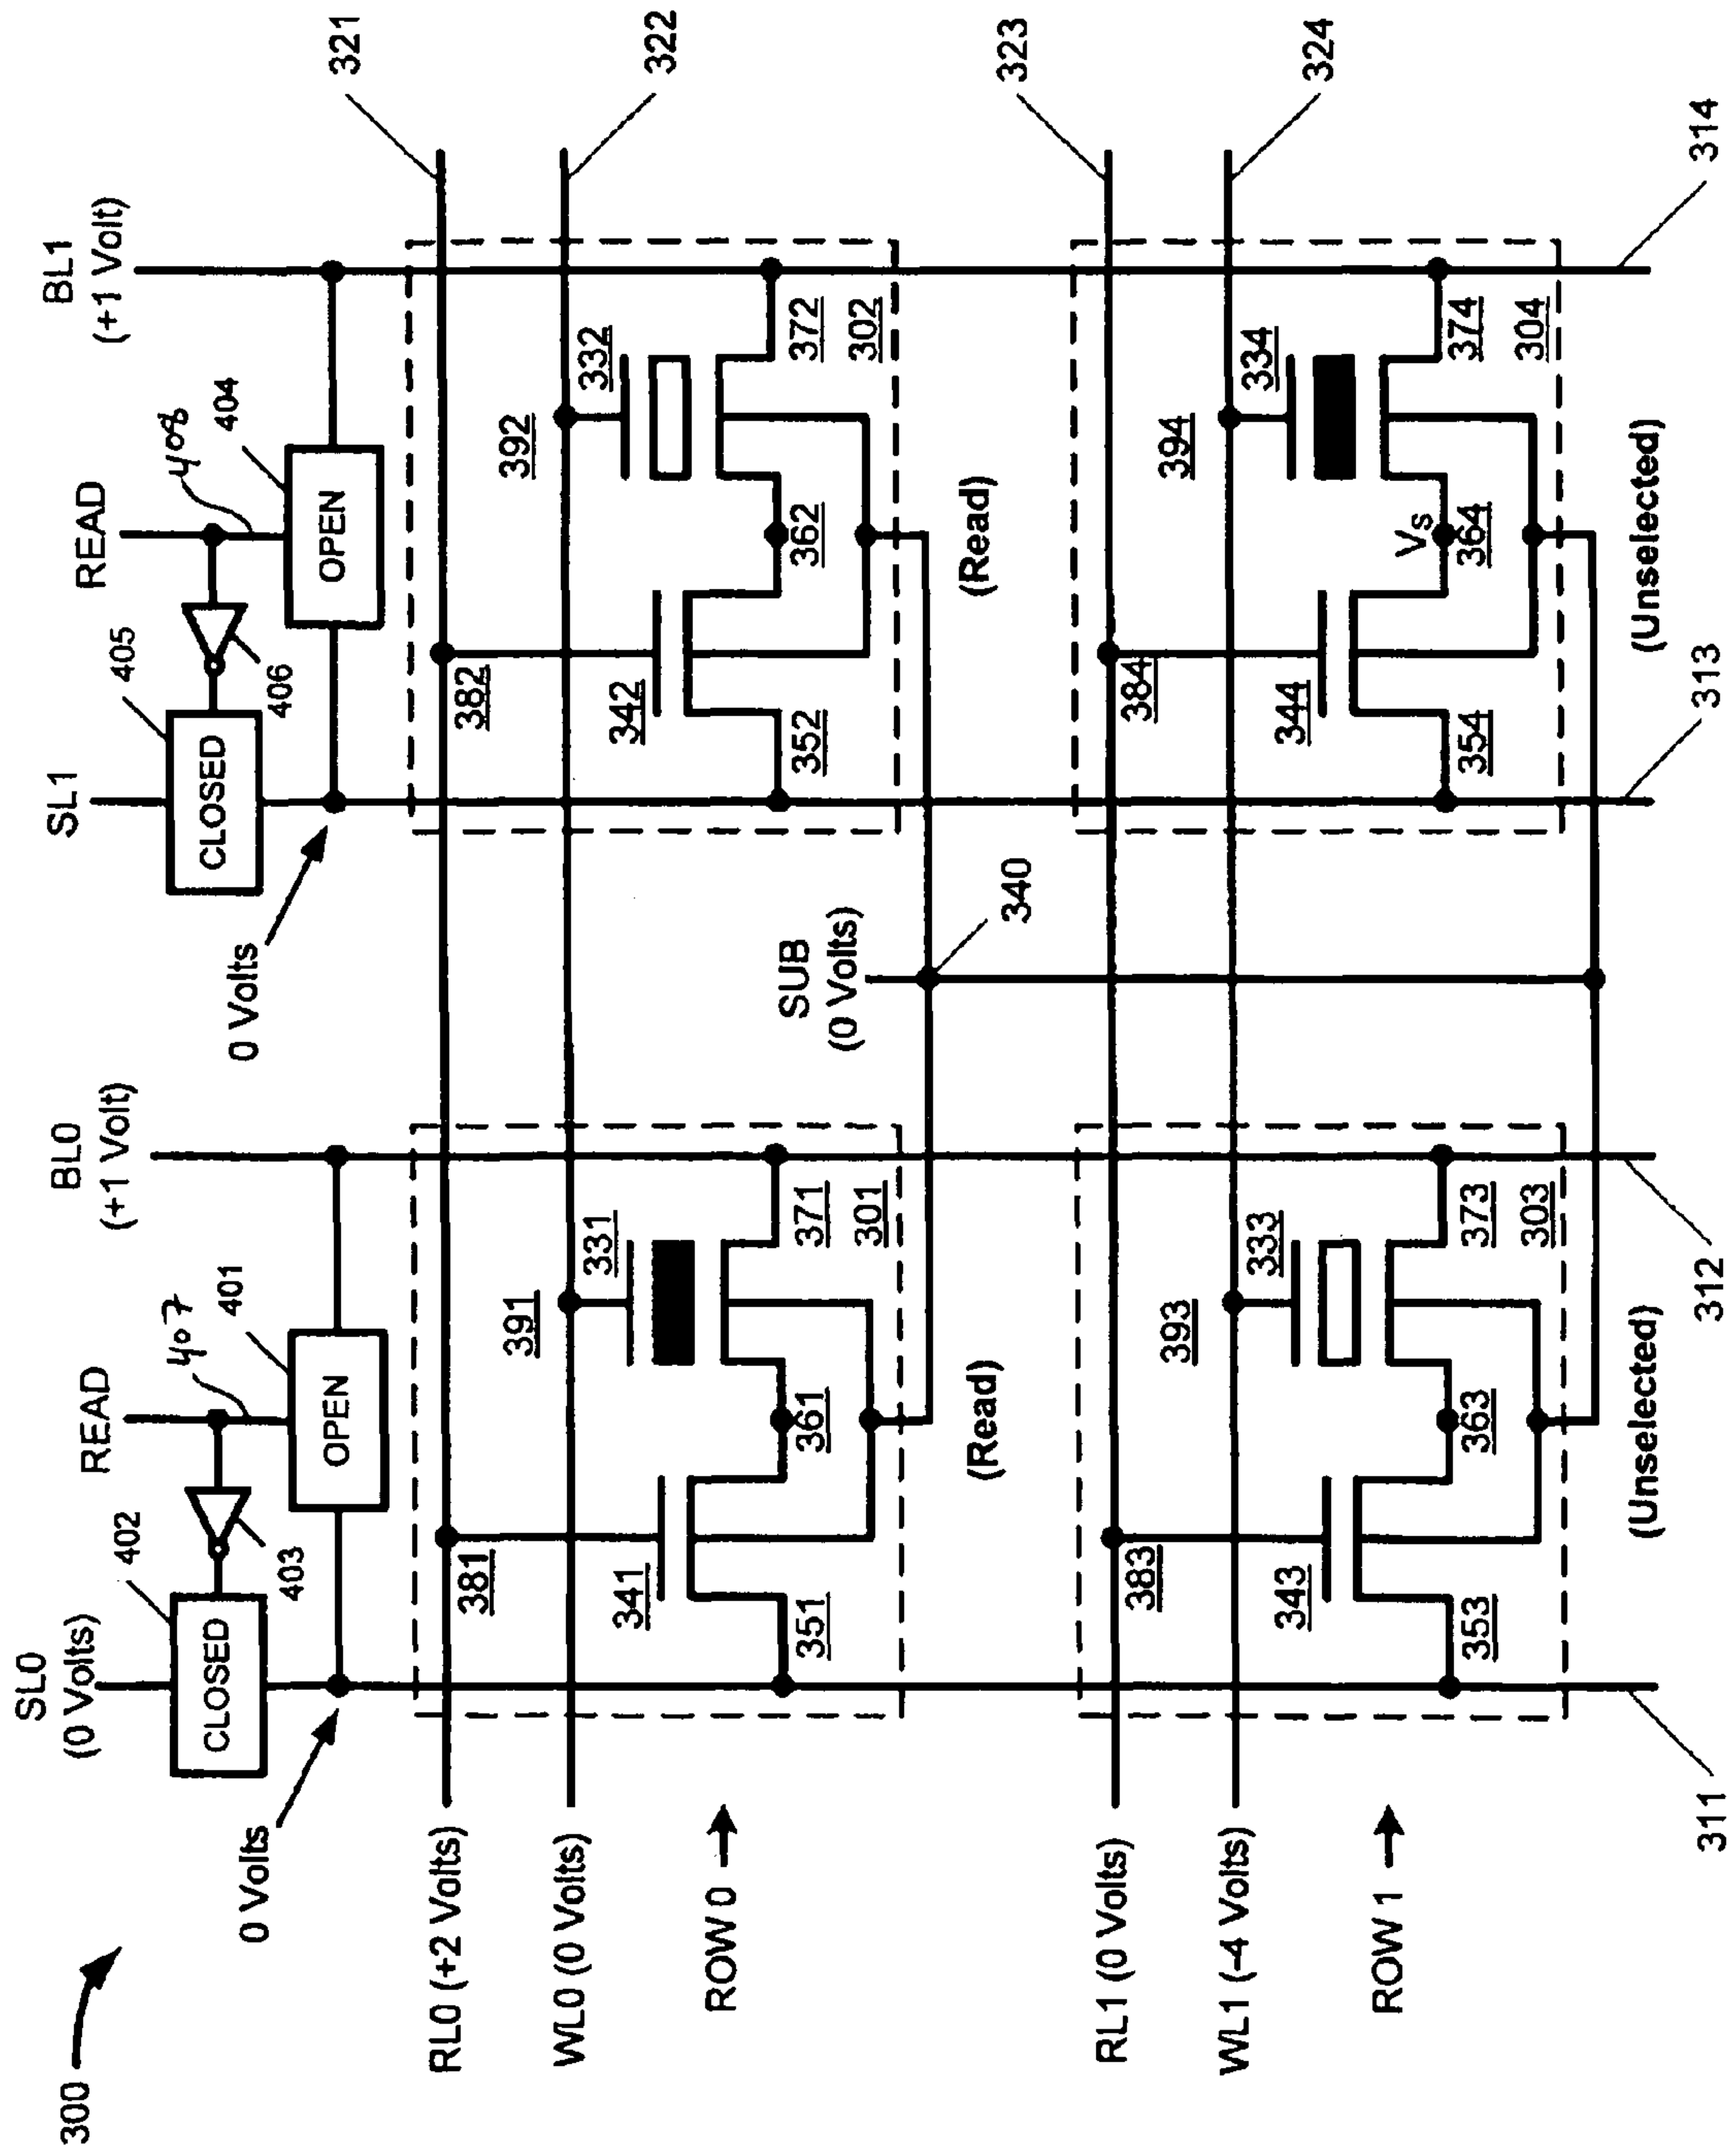 300
SL0
(0 Volts)
READ
BL0
(+1 Volt)
SL1
READ
BL1
(+1 Volt)
402
407
401
405
408
404
CLOSED
403
OPEN
CLOSED
406
OPEN
0 Volts
0 Volts
RL0 (+2 Volts)
321
381
382
WL0 (0 Volts)
322
391
331
392
332
ROW 0
341
342
351
361
371
352
362
372
301
302
SUB
(0 Volts)
(Read)
340
(Read)
RL1 (0 Volts)
323
383
384
WL1 (-4 Volts)
324
393
333
394
334
ROW 1
343
344
VS
353
363
373
354
364
374
303
304
(Unselected)
(Unselected)
311
312
313
314